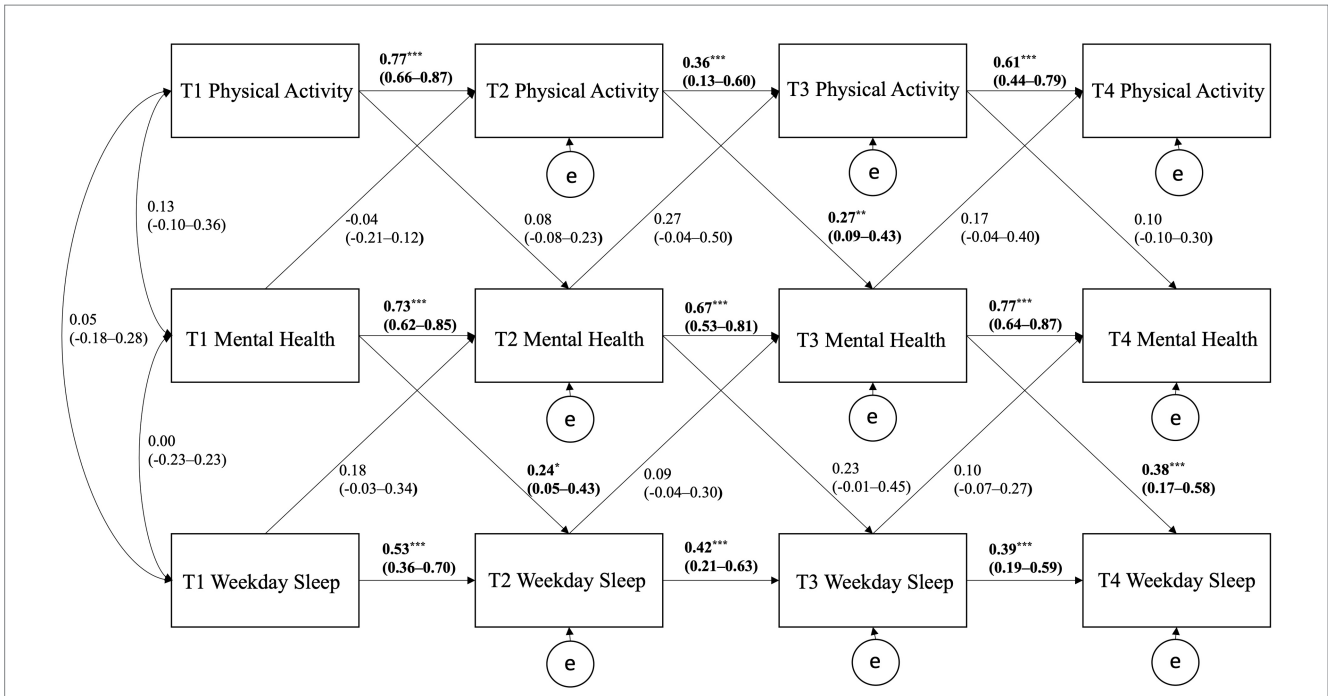 0.77***
(0.66–0.87)
0.36***
(0.13–0.60)
0.61***
(0.44–0.79)
T1 Physical Activity
T2 Physical Activity
T3 Physical Activity
T4 Physical Activity
e
e
e
0.13
(-0.10–0.36)
-0.04
(-0.21–0.12)
0.08
(-0.08–0.23)
0.27
(-0.04–0.50)
0.27**
(0.09–0.43)
0.17
(-0.04–0.40)
0.10
(-0.10–0.30)
0.05
(-0.18–0.28)
0.73***
(0.62–0.85)
0.67***
(0.53–0.81)
0.77***
(0.64–0.87)
T1 Mental Health
T2 Mental Health
T3 Mental Health
T4 Mental Health
e
e
e
0.00
(-0.23–0.23)
0.18
(-0.03–0.34)
0.24*
(0.05–0.43)
0.09
(-0.04–0.30)
0.23
(-0.01–0.45)
0.10
(-0.07–0.27)
0.38***
(0.17–0.58)
0.53***
(0.36–0.70)
0.42***
(0.21–0.63)
0.39***
(0.19–0.59)
T1 Weekday Sleep
T2 Weekday Sleep
T3 Weekday Sleep
T4 Weekday Sleep
e
e
e